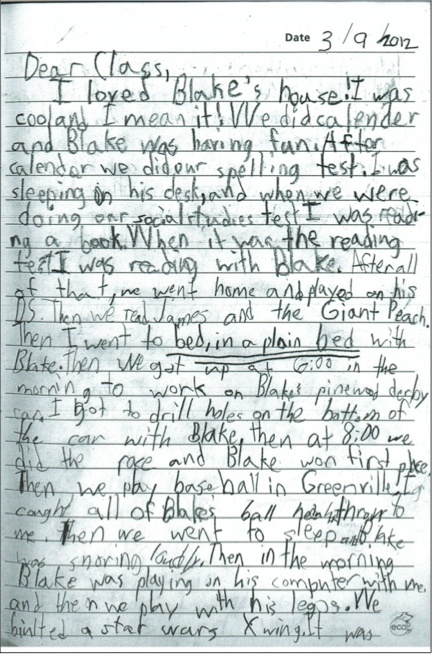 Date 3/9/2012
Dear Class,
I loved Blake's house! I was
cool and I mean it! We did calender
and Blake was having fun. After
calendar we did our spelling test. I was
sleeping on his desk, and when we were
doing our social studies test I was readi
ng a book. When it was the reading
test I was reading with Blake. After all
of that, we went home and played on his
DS. Then we read James and the Giant Peach.
Then I went to bed, in a plain bed with
Blake. Then we got up at 6:00 in the
morning to work on Blake's pinewood derby
car. I got to drill holes on the bottom of
the car with Blake, then at 8:00 we
did the race and Blake won first place.
Then we play baseball in Greenville. I
caught all of Blake's ball he thrown to
me. Then we went to sleep and Blake
was snoring loudly. Then in the morning
Blake was playing on his computer with me.
and then we play with his legos. We
builted a star wars X wing. It was
eco